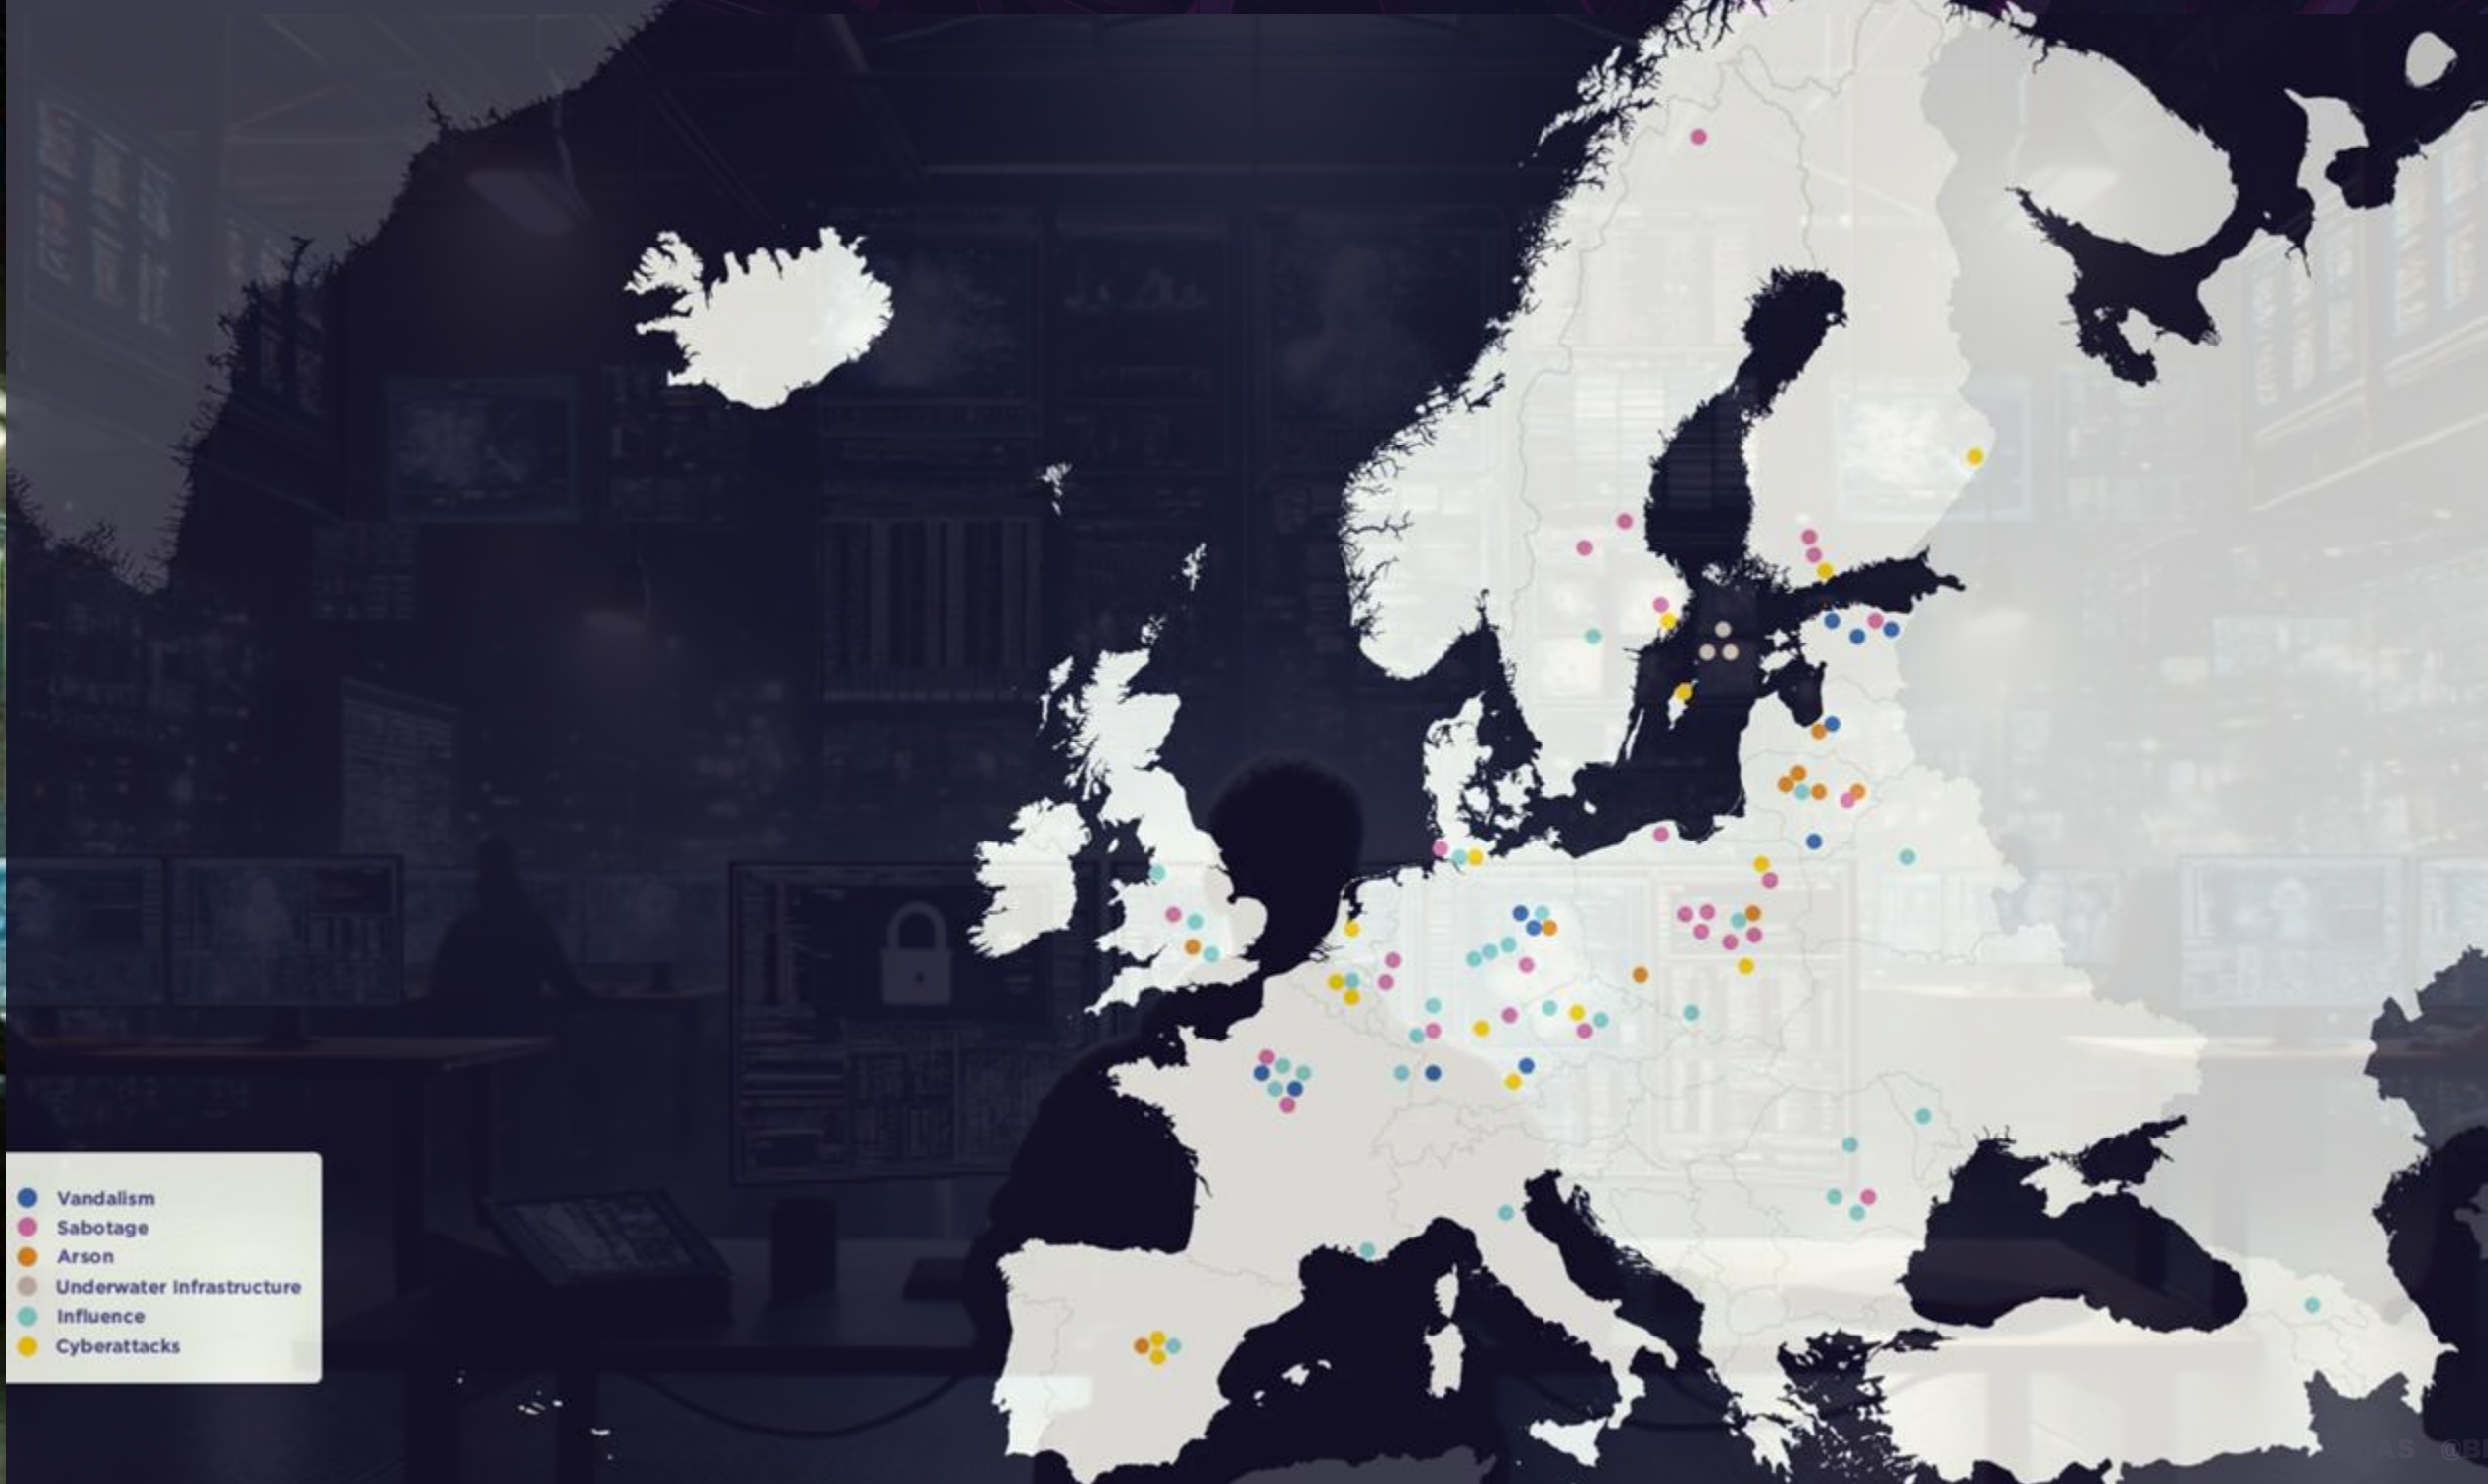 Vandalism
Sabotage
Arson
Underwater Infrastructure
Influence
Cyberattacks